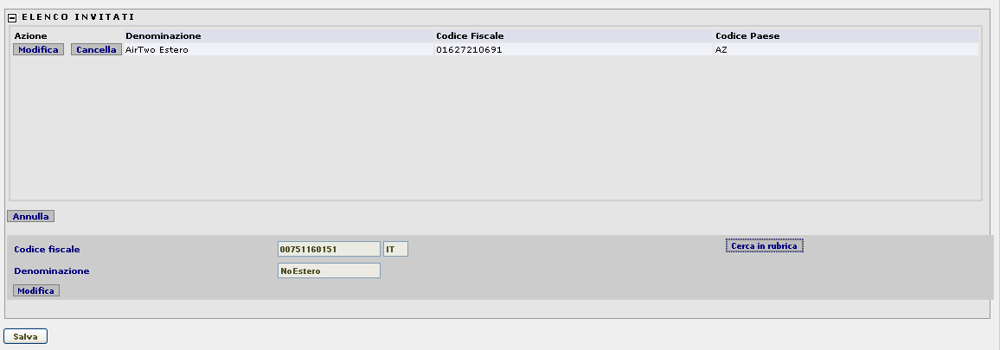 ELENCO INVITATI
Azione Denominazione Codice Fiscale Codice Paese
Modifica Cancella AirTwo Estero 01627210691 AZ
Annulla
Codice fiscale 00751160151 IT Cerca in rubrica
Denominazione NoEstero
Modifica
Salva